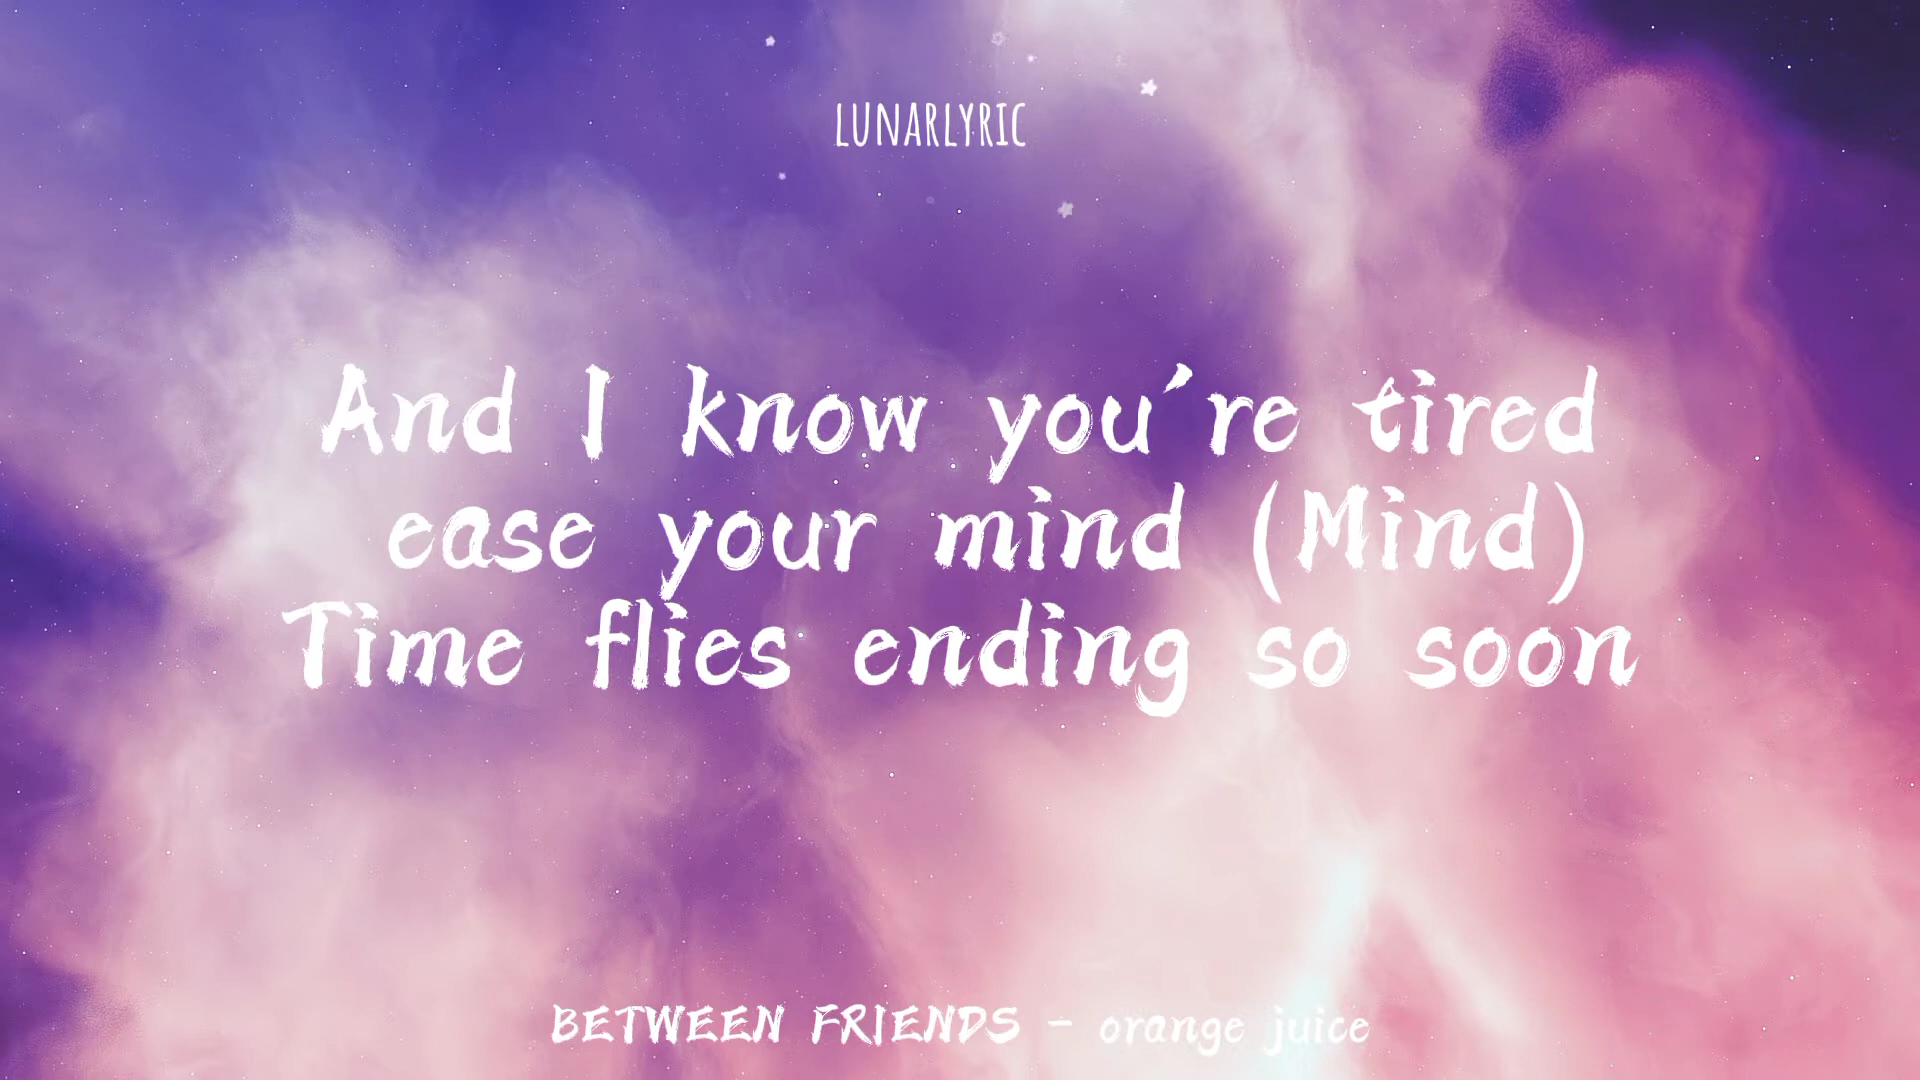 LUNARLYRIC
And I know you're tired
ease your mind (Mind)
Time flies ending so soon
BETWEEN FRIENDS - orange juice